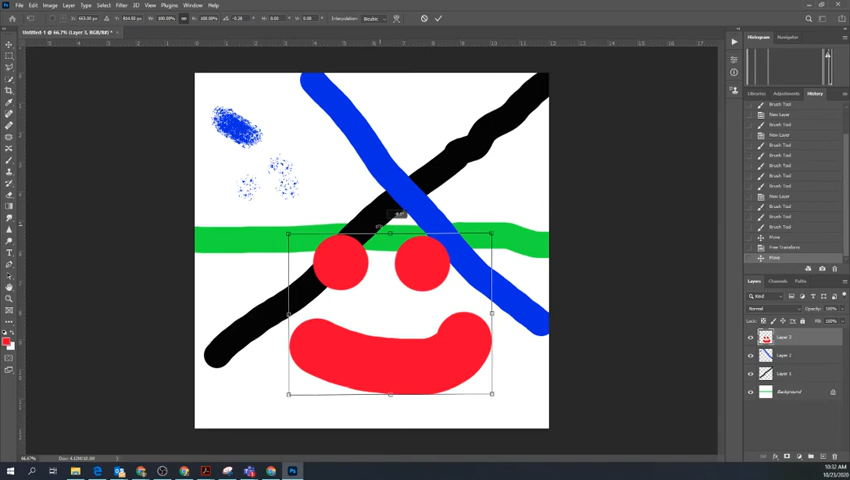 File Edit Image Layer Type Select Filter 3D View Plugins Window Help
100.00% 100.00% Interpolation: Bicubic
Untitled-1 @ 66.7% (Layer 3, RGB/8#) *
Histogram Navigator
Libraries Adjustments History
Brush Tool
New Layer
Brush Tool
New Layer
Brush Tool
Brush Tool
Brush Tool
Brush Tool
Brush Tool
New Layer
Brush Tool
Brush Tool
Brush Tool
Move
Free Transform
Move
Layers Channels Paths
Kind
Normal Opacity: 100%
Lock: Fill: 100%
Layer 3
Layer 2
Layer 1
Background
66.67%
10:32 AM
10/23/2020